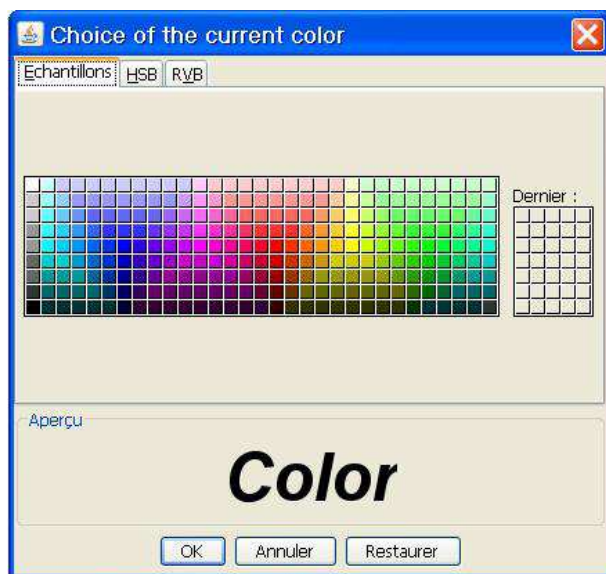 Choice of the current color
Echantillons HSB RVB
Dernier :
Aperçu
Color
OK Annuler Restaurer